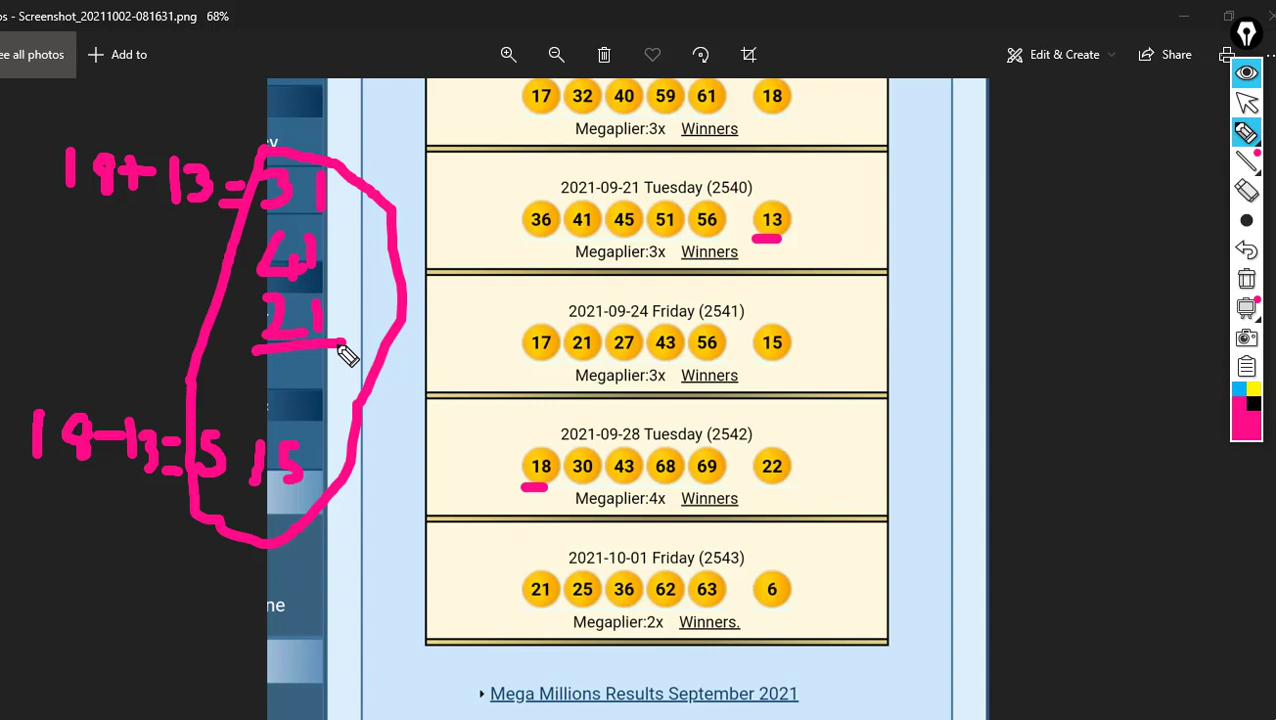 os - Screenshot_20211002-081631.png 68%
ee all photos
Add to
Edit & Create
Share
17 32 40 59 61 18
Megaplier:3x Winners
ev
18+13=31
2021-09-21 Tuesday (2540)
36 41 45 51 56 13
Megaplier:3x Winners
41
21
2021-09-24 Friday (2541)
17 21 27 43 56 15
Megaplier:3x Winners
18-13=5 15
2021-09-28 Tuesday (2542)
18 30 43 68 69 22
Megaplier:4x Winners
2021-10-01 Friday (2543)
21 25 36 62 63 6
Megaplier:2x Winners.
ne
Mega Millions Results September 2021